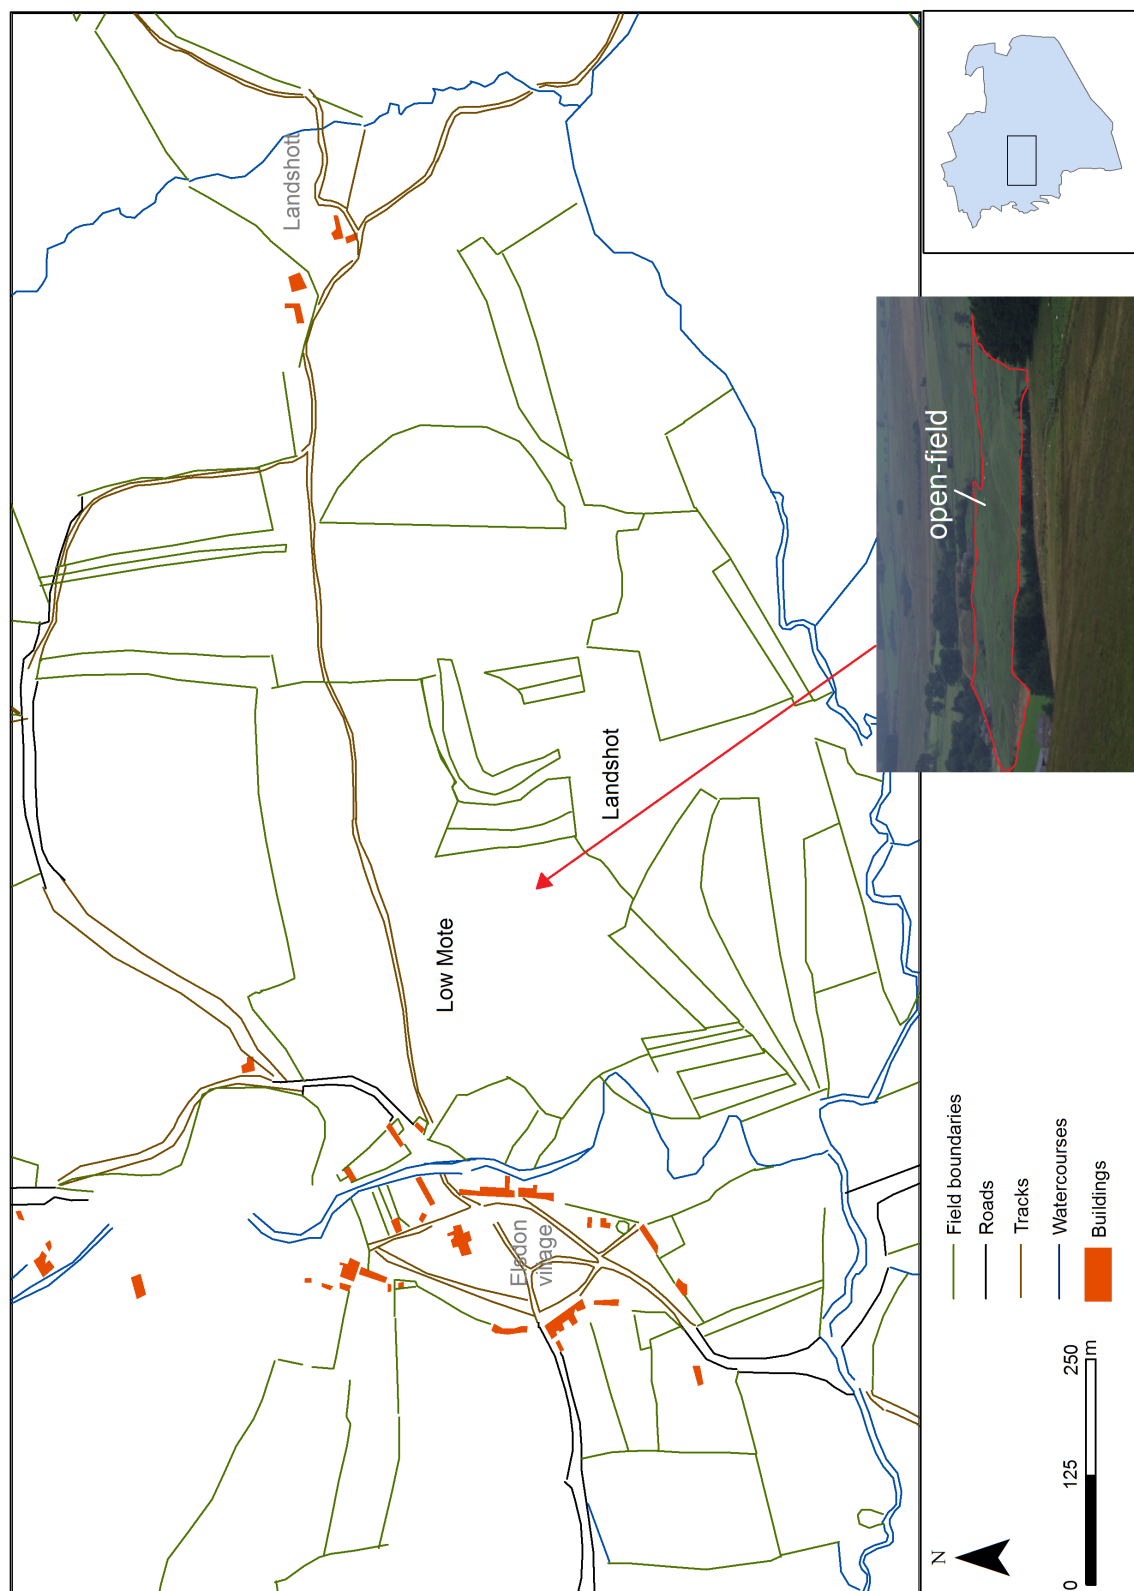 Landshott
Landshot
Low Mote
Elsdon
village
open-field
Field boundaries
Roads
Tracks
Watercourses
Buildings
N
0 125 250
m